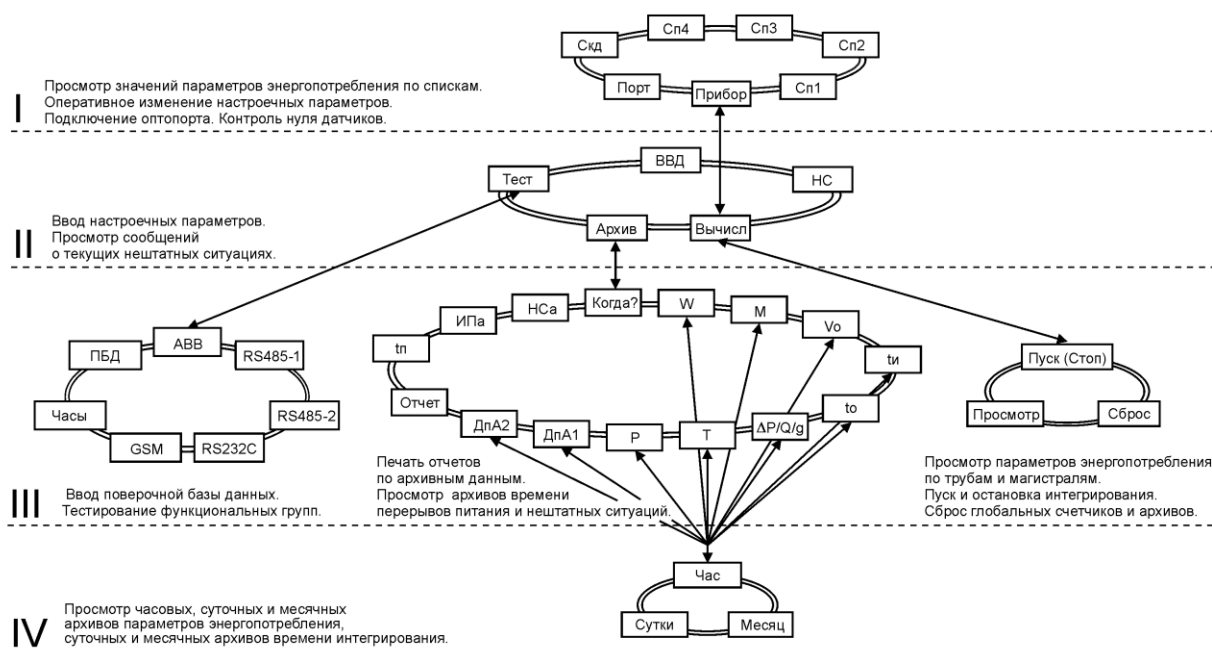 Сп4 Сп3
Скд Сп2
Порт Прибор Сп1
I
Просмотр значений параметров энергопотребления по спискам.
Оперативное изменение настроечных параметров.
Подключение оптопорта. Контроль нуля датчиков.
ВВД
Тест НС
Архив Вычисл
II
Ввод настроечных параметров.
Просмотр сообщений
о текущих нештатных ситуациях.
АВВ
ПБД RS485-1
Часы RS485-2
GSM RS232C
Когда? W
НСа М
ИПа Vo
tп tи
Отчет to
ДпА2 ДпА1 Р Т ΔP/Q/g
Пуск (Стоп)
Просмотр Сброс
III
Ввод поверочной базы данных.
Тестирование функциональных групп.
Печать отчетов
по архивным данным.
Просмотр архивов времени
перерывов питания и нештатных ситуаций.
Просмотр параметров энергопотребления
по трубам и магистралям.
Пуск и остановка интегрирования.
Сброс глобальных счетчиков и архивов.
Час
Сутки Месяц
IV
Просмотр часовых, суточных и месячных
архивов параметров энергопотребления,
суточных и месячных архивов времени интегрирования.